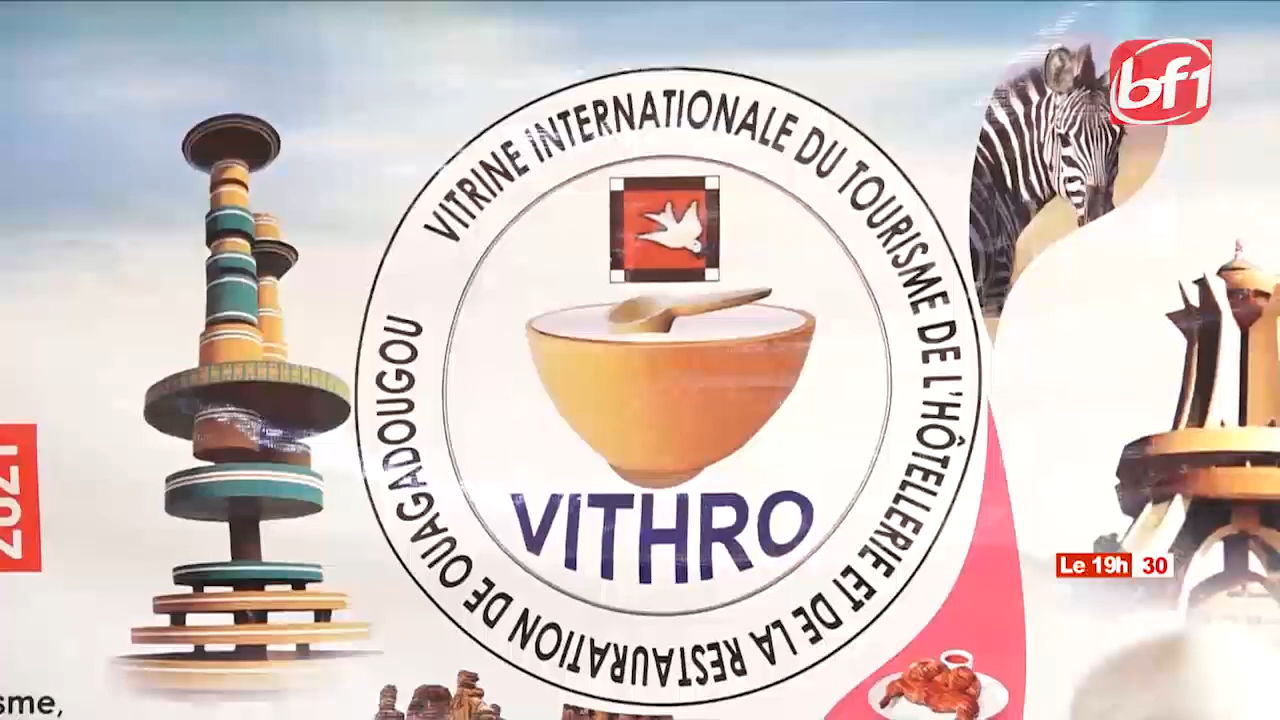 bf1
VITRINE INTERNATIONALE DU TOURISME DE L'HÔTELLERIE ET DE LA RESTAURATION DE OUAGADOUGOU
VITHRO
2021
Le 19h 30
sme,